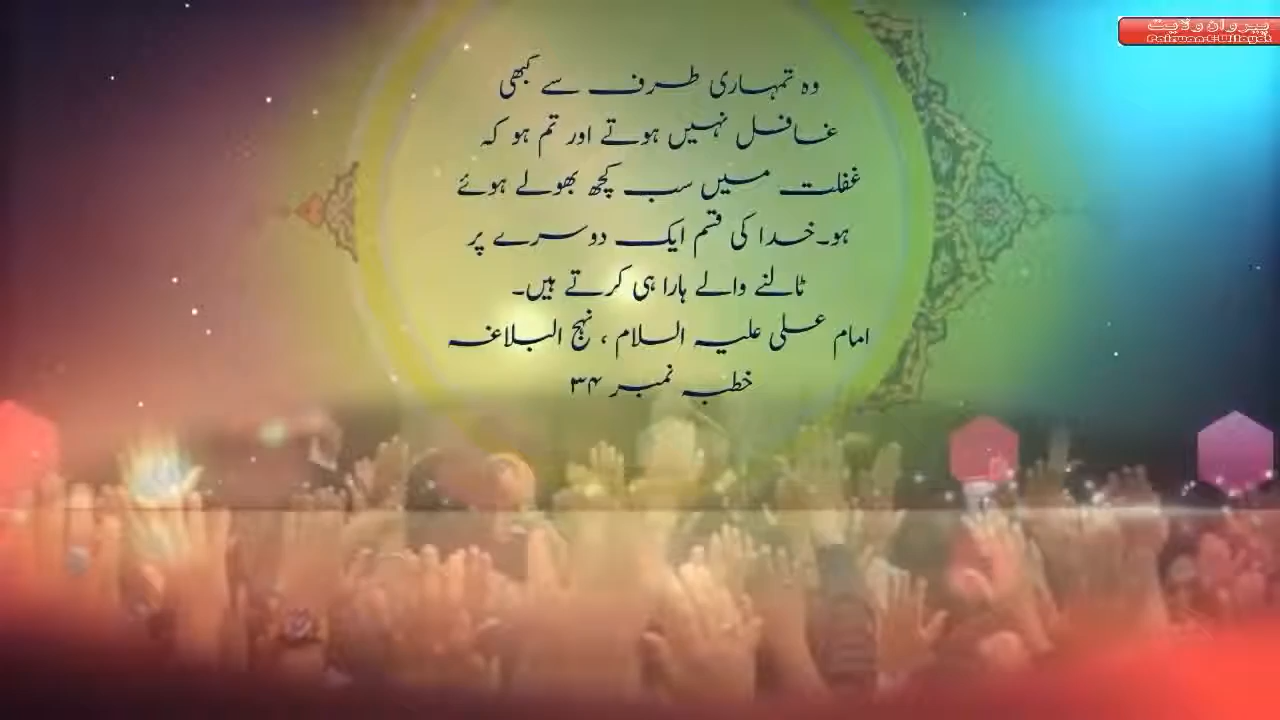 پیروان ولایت
وہ تمہاری طرف سے کبھی
غافل نہیں ہوتے اور تم ہو کہ
غفلت میں سب کچھ بھولے ہوئے
ہو۔خدا کی قسم ایک دوسرے پر
ٹالنے والے ہارا ہی کرتے ہیں۔
امام علی علیہ السلام ، نہج البلاغہ
خطبہ نمبر ۳۴